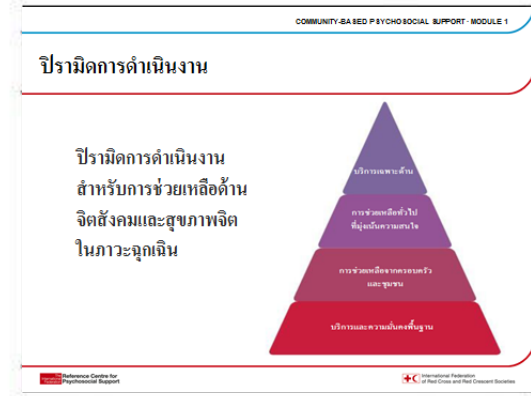 COMMUNITY-BASED PSYCHOSOCIAL SUPPORT - MODULE 1
ปิรามิดการดำเนินงาน
ปิรามิดการดำเนินงาน
สำหรับการช่วยเหลือด้าน
จิตสังคมและสุขภาพจิต
ในภาวะฉุกเฉิน
บริการเฉพาะด้าน
การช่วยเหลือทั่วไป
ที่มุ่งเน้นความสนใจ
การช่วยเหลือจากครอบครัว
และชุมชน
บริการและความมั่นคงพื้นฐาน
Reference Centre for
Psychosocial Support
International Federation
of Red Cross and Red Crescent Societies